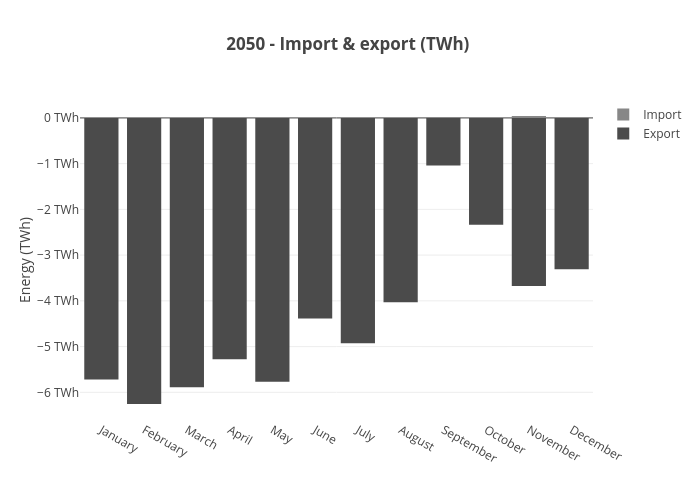 2050 - Import & export (TWh)
Import
Export
0 TWh
−1 TWh
−2 TWh
−3 TWh
−4 TWh
−5 TWh
−6 TWh
Energy (TWh)
January
February
March
April
May
June
July
August
September
October
November
December